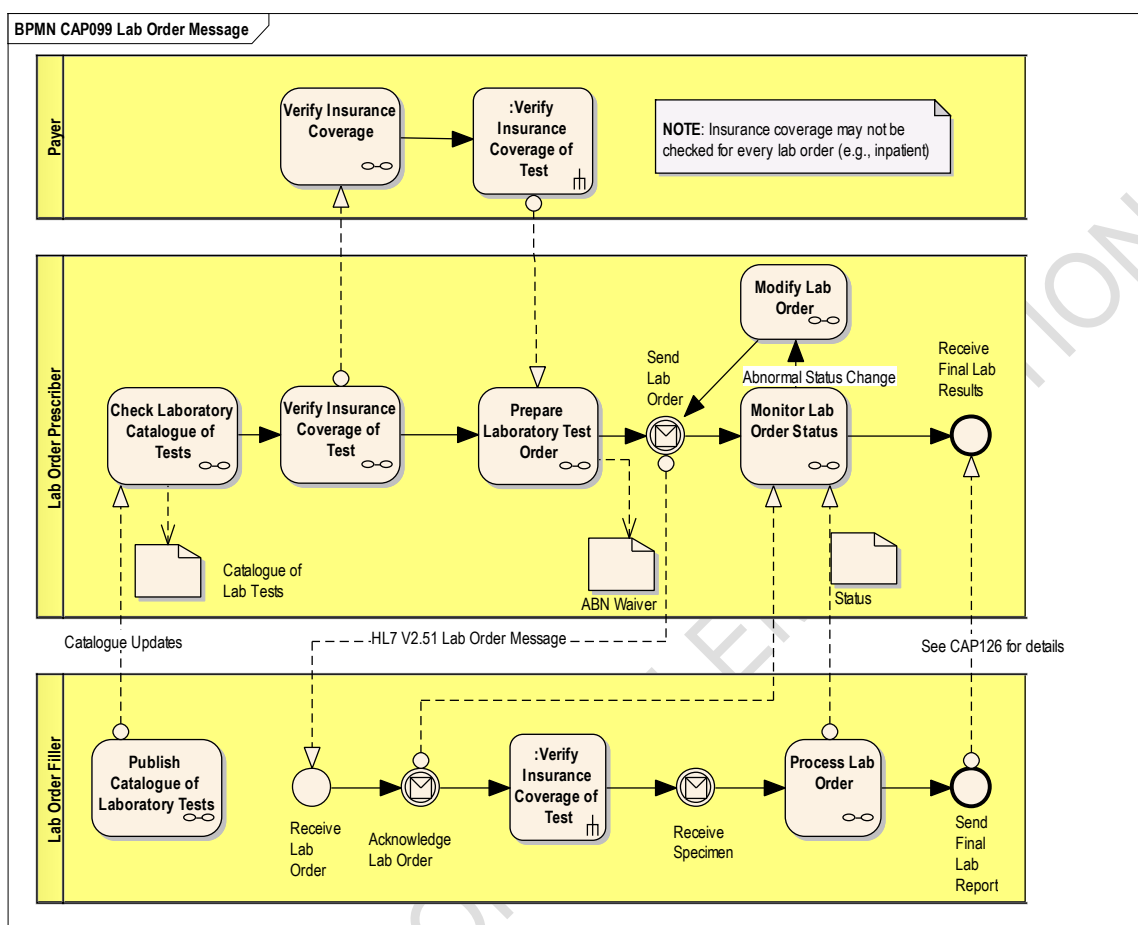 BPMN CAP099 Lab Order Message
Payer
Verify Insurance
Coverage
:Verify
Insurance
Coverage of
Test
NOTE: Insurance coverage may not be
checked for every lab order (e.g., inpatient)
Lab Order Prescriber
Check Laboratory
Catalogue of
Tests
Verify Insurance
Coverage of
Test
Prepare
Laboratory Test
Order
Send
Lab
Order
Modify Lab
Order
Abnormal Status Change
Monitor Lab
Order Status
Receive
Final Lab
Results
Catalogue of
Lab Tests
ABN Waiver
Status
Catalogue Updates
HL7 V2.51 Lab Order Message
See CAP126 for details
Lab Order Filler
Publish
Catalogue of
Laboratory Tests
Receive
Lab
Order
Acknowledge
Lab Order
:Verify
Insurance
Coverage of
Test
Receive
Specimen
Process Lab
Order
Send
Final
Lab
Report